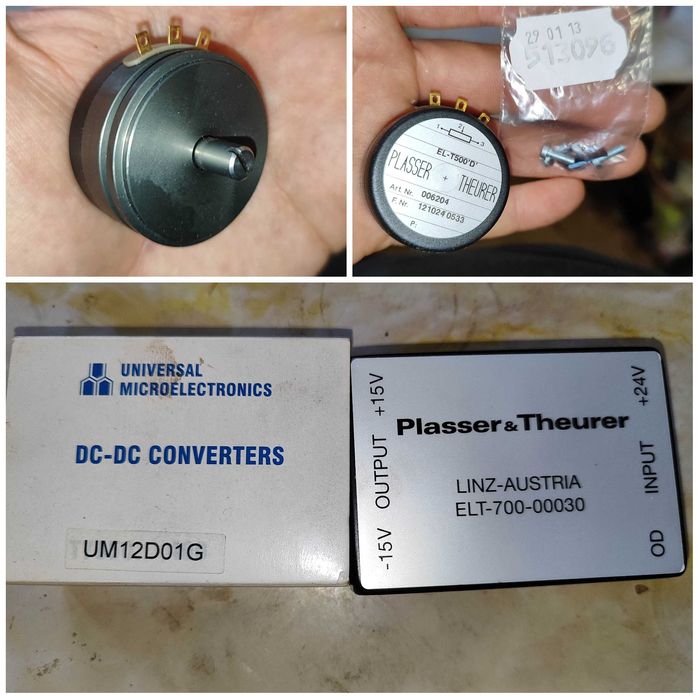 29 01 13
513096
1 2 3
EL-T500'D'
PLASSER + THEURER
Art. Nr. 006204
F. Nr. 121024 0533
P:
UNIVERSAL
MICROELECTRONICS
DC-DC CONVERTERS
UM12D01G
-15V OUTPUT +15V
Plasser & Theurer
LINZ-AUSTRIA
ELT-700-00030
OD INPUT +24V